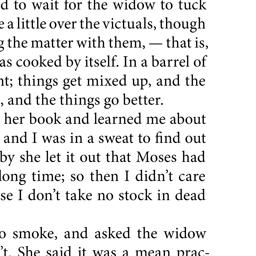 d to wait for the widow to tuck
e a little over the victuals, though
g the matter with them, — that is,
as cooked by itself. In a barrel of
nt; things get mixed up, and the
, and the things go better.
her book and learned me about
and I was in a sweat to find out
by she let it out that Moses had
long time; so then I didn’t care
se I don’t take no stock in dead
o smoke, and asked the widow
’t. She said it was a mean prac-